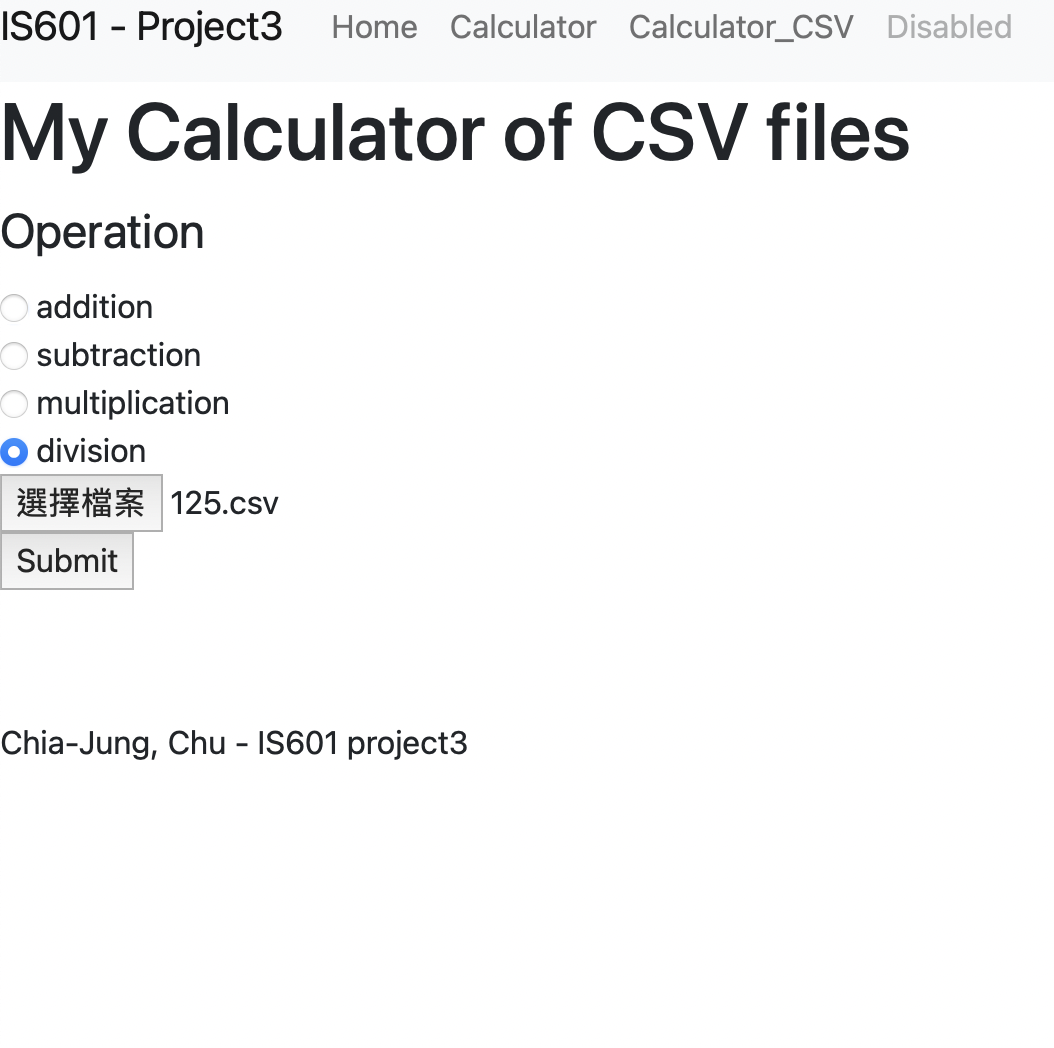 IS601 - Project3 Home Calculator Calculator_CSV Disabled
My Calculator of CSV files
Operation
addition
subtraction
multiplication
division
選擇檔案 125.csv
Submit
Chia-Jung, Chu - IS601 project3